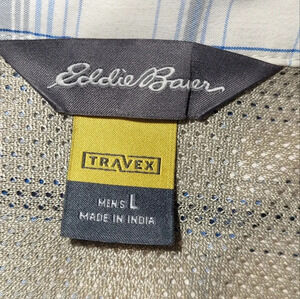 Eddie Bauer
TRAVEX
MEN'S L
MADE IN INDIA